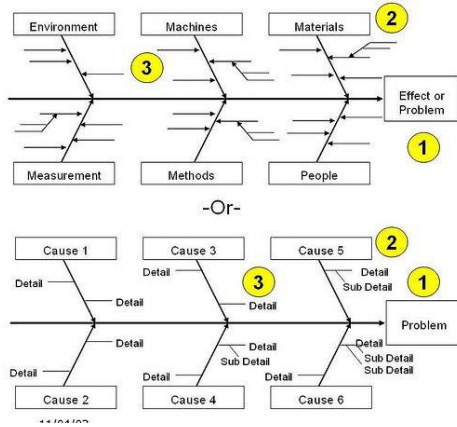 Environment
Machines
Materials
2
3
Effect or
Problem
1
Measurement
Methods
People
-Or-
Cause 1
Cause 3
Cause 5
2
Detail
Detail
Detail
Detail
3
Detail
Detail
Sub Detail
1
Problem
Detail
Detail
Detail
Sub Detail
Detail
Detail
Sub Detail
Sub Detail
Detail
Cause 2
Cause 4
Cause 6